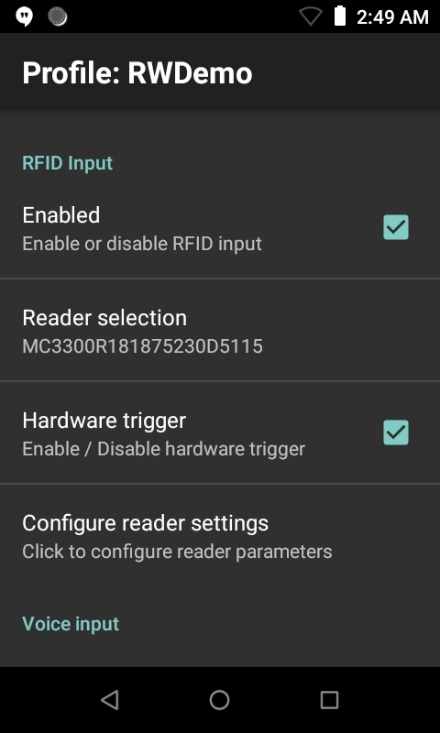 2:49 AM
Profile: RWDemo
RFID Input
Enabled
Enable or disable RFID input
Reader selection
MC3300R181875230D5115
Hardware trigger
Enable / Disable hardware trigger
Configure reader settings
Click to configure reader parameters
Voice input